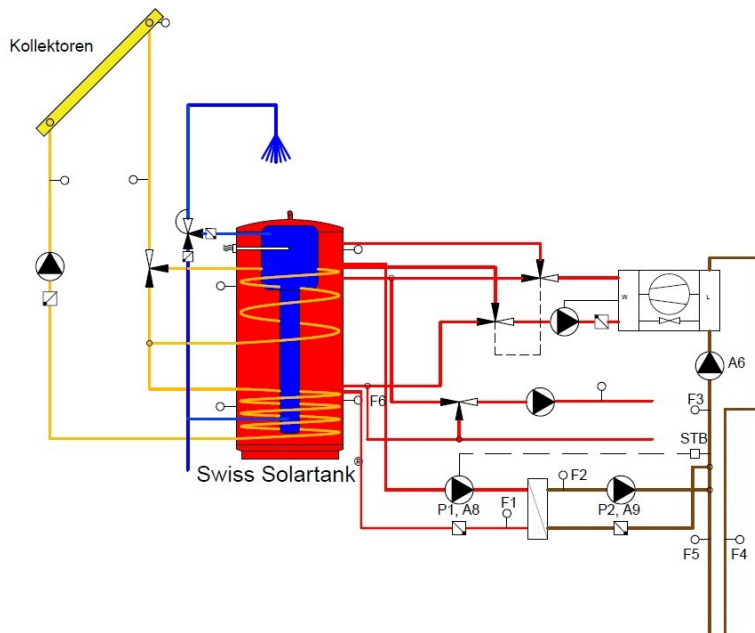 Kollektoren
W
L
A6
F3
F6
STB
Swiss Solartank®
F2
F1
P1, A8
P2, A9
F5
F4